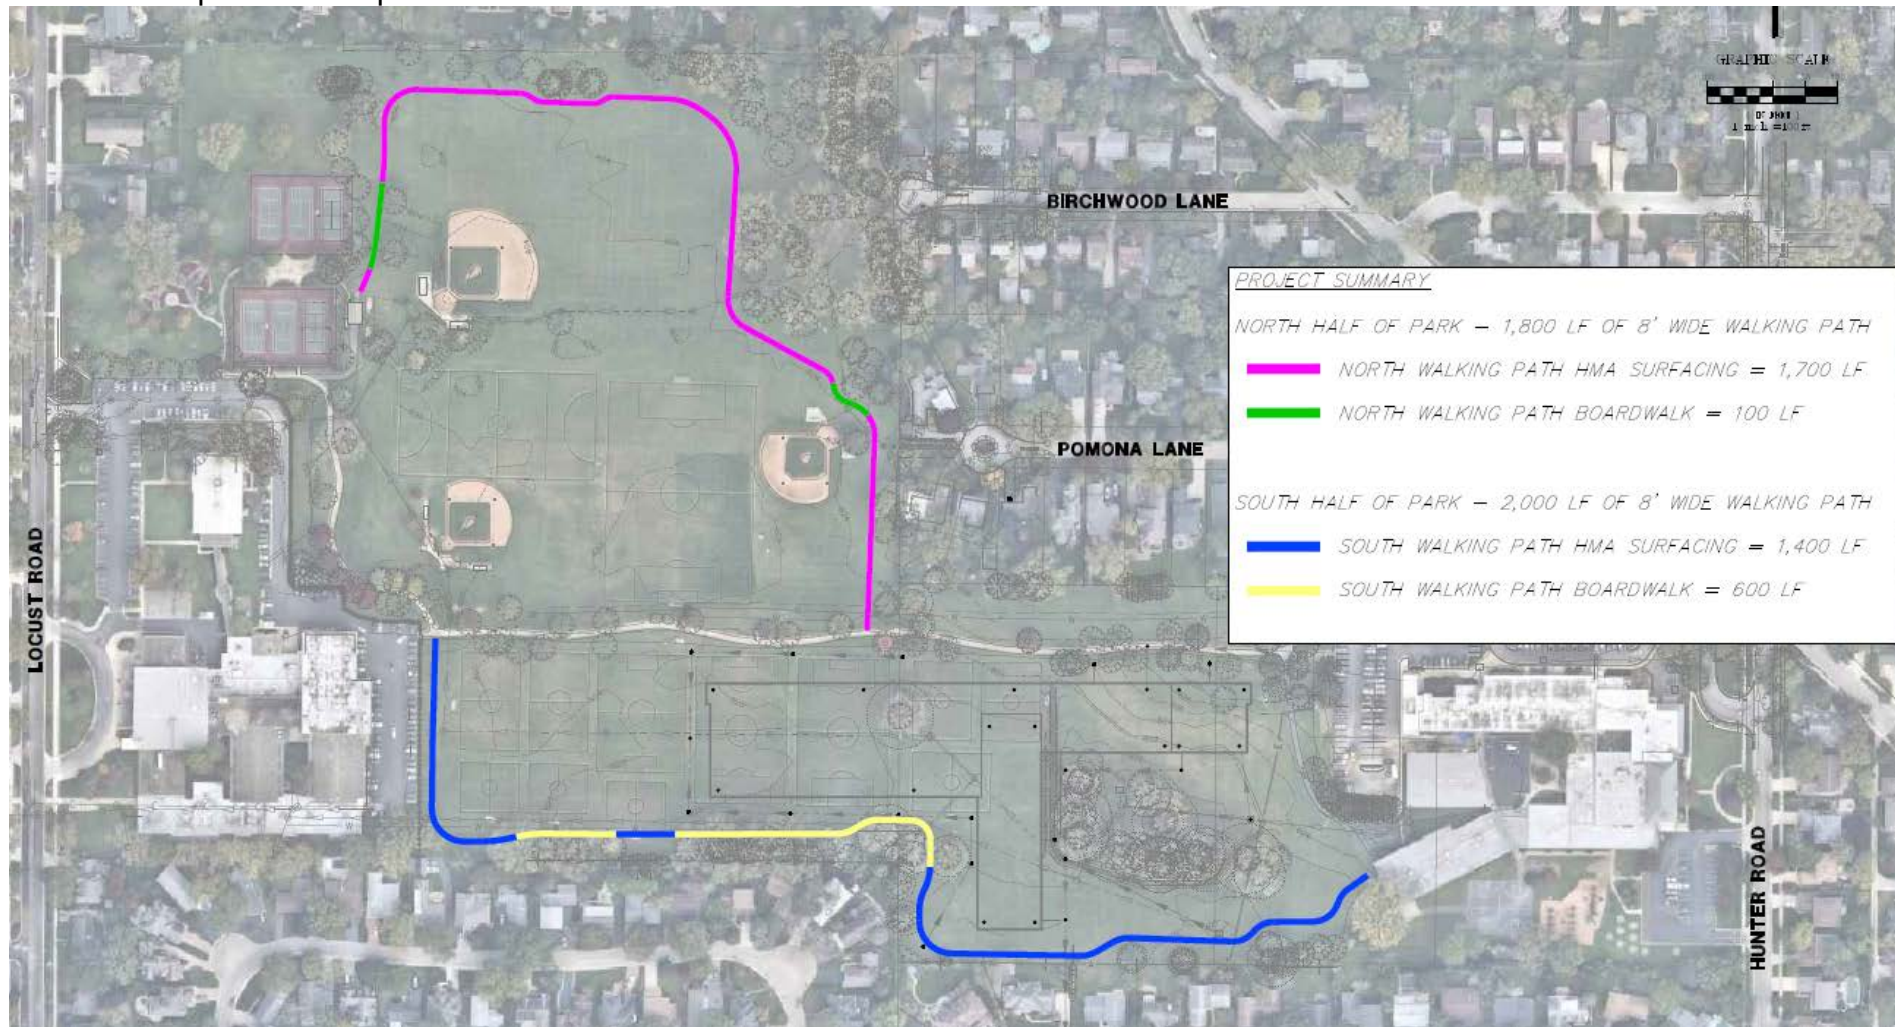 GRAPHIC SCALE
BIRCHWOOD LANE
PROJECT SUMMARY
NORTH HALF OF PARK – 1,800 LF OF 8' WIDE WALKING PATH
NORTH WALKING PATH HMA SURFACING = 1,700 LF
NORTH WALKING PATH BOARDWALK = 100 LF
POMONA LANE
SOUTH HALF OF PARK – 2,000 LF OF 8' WIDE WALKING PATH
SOUTH WALKING PATH HMA SURFACING = 1,400 LF
SOUTH WALKING PATH BOARDWALK = 600 LF
LOCUST ROAD
HUNTER ROAD